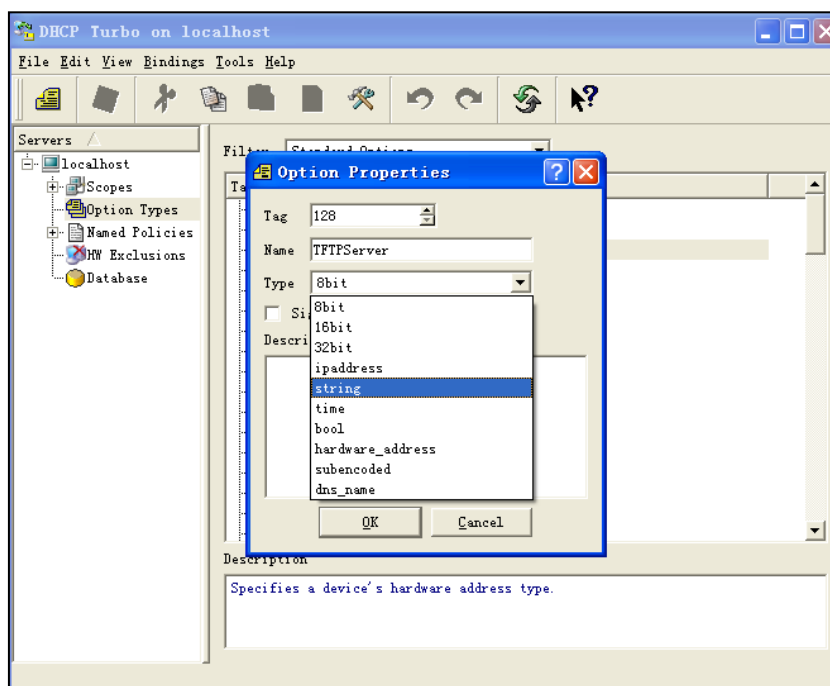 DHCP Turbo on localhost
File Edit View Bindings Tools Help
Servers
localhost
Scopes
Option Types
Named Policies
HW Exclusions
Database
Option Properties
Tag 128
Name TFTPServer
Type 8bit
8bit
16bit
32bit
ipaddress
string
time
bool
hardware_address
subencoded
dns_name
OK Cancel
Description
Specifies a device's hardware address type.